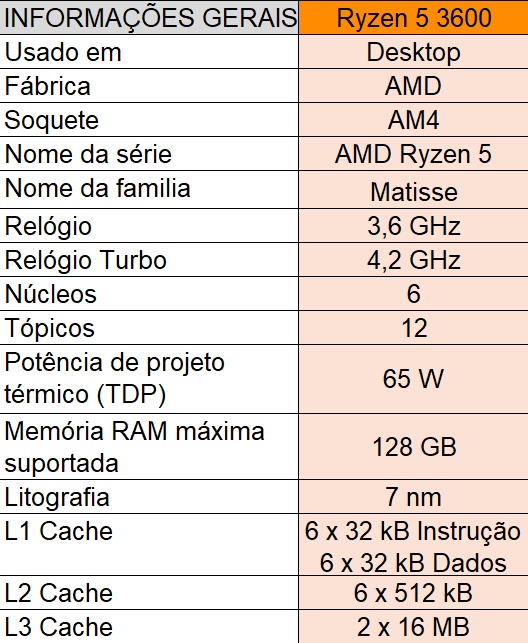 INFORMAÇÕES GERAIS Ryzen 5 3600
Usado em Desktop
Fábrica AMD
Soquete AM4
Nome da série AMD Ryzen 5
Nome da familia Matisse
Relógio 3,6 GHz
Relógio Turbo 4,2 GHz
Núcleos 6
Tópicos 12
Potência de projeto
térmico (TDP) 65 W
Memória RAM máxima
suportada 128 GB
Litografia 7 nm
L1 Cache 6 x 32 kB Instrução
6 x 32 kB Dados
L2 Cache 6 x 512 kB
L3 Cache 2 x 16 MB